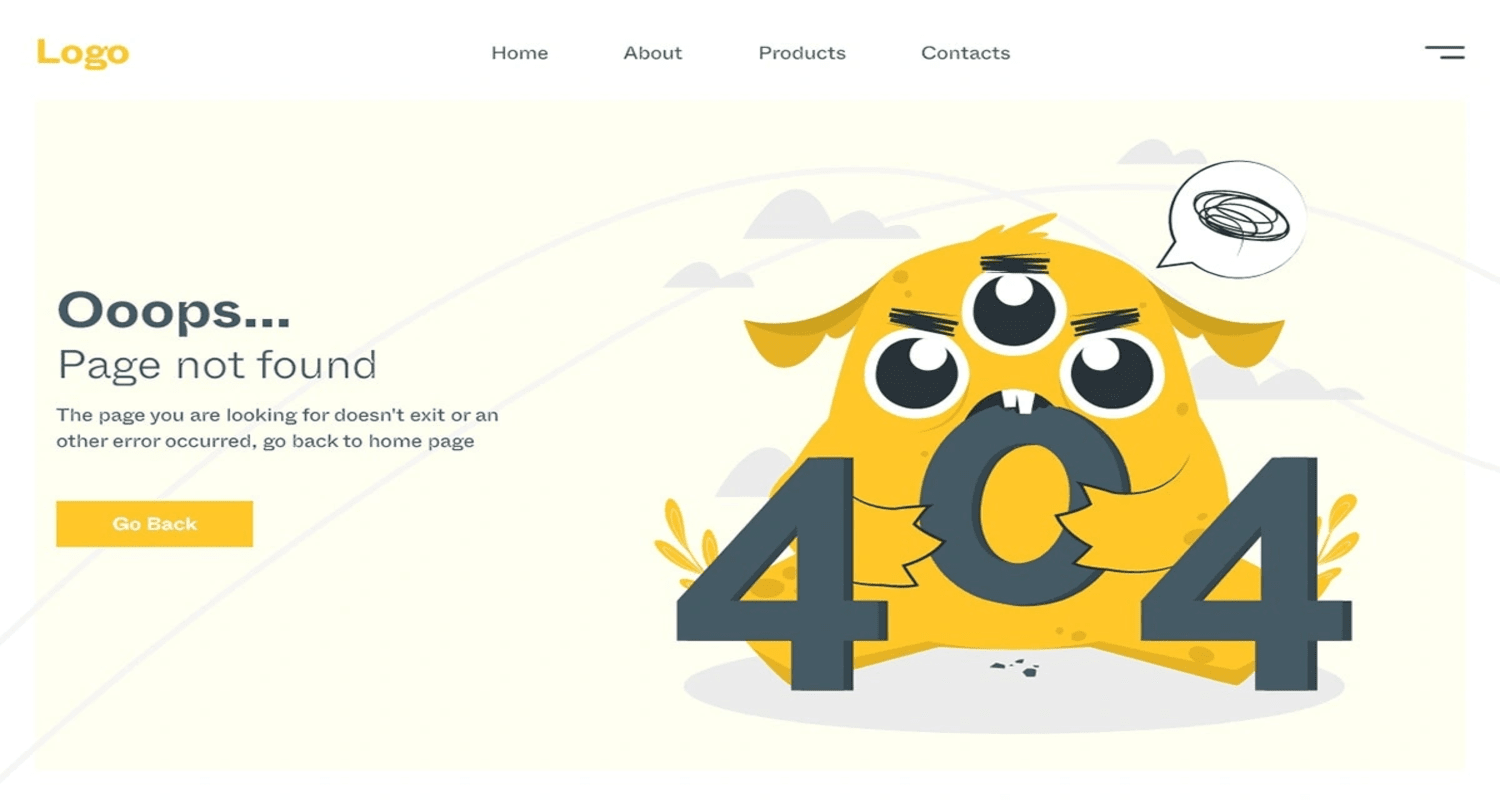 Logo
Home About Products Contacts
Ooops...
Page not found
The page you are looking for doesn't exit or an
other error occurred, go back to home page
Go Back
404